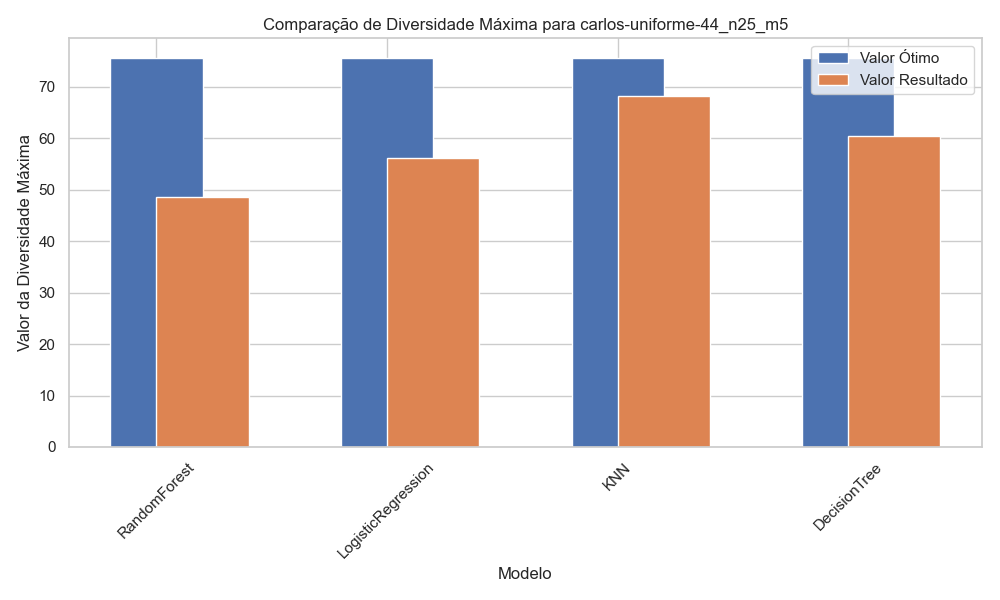 Comparação de Diversidade Máxima para carlos-uniforme-44_n25_m5
Valor Ótimo
Valor Resultado
Valor da Diversidade Máxima
70
60
50
40
30
20
10
0
RandomForest
LogisticRegression
KNN
DecisionTree
Modelo